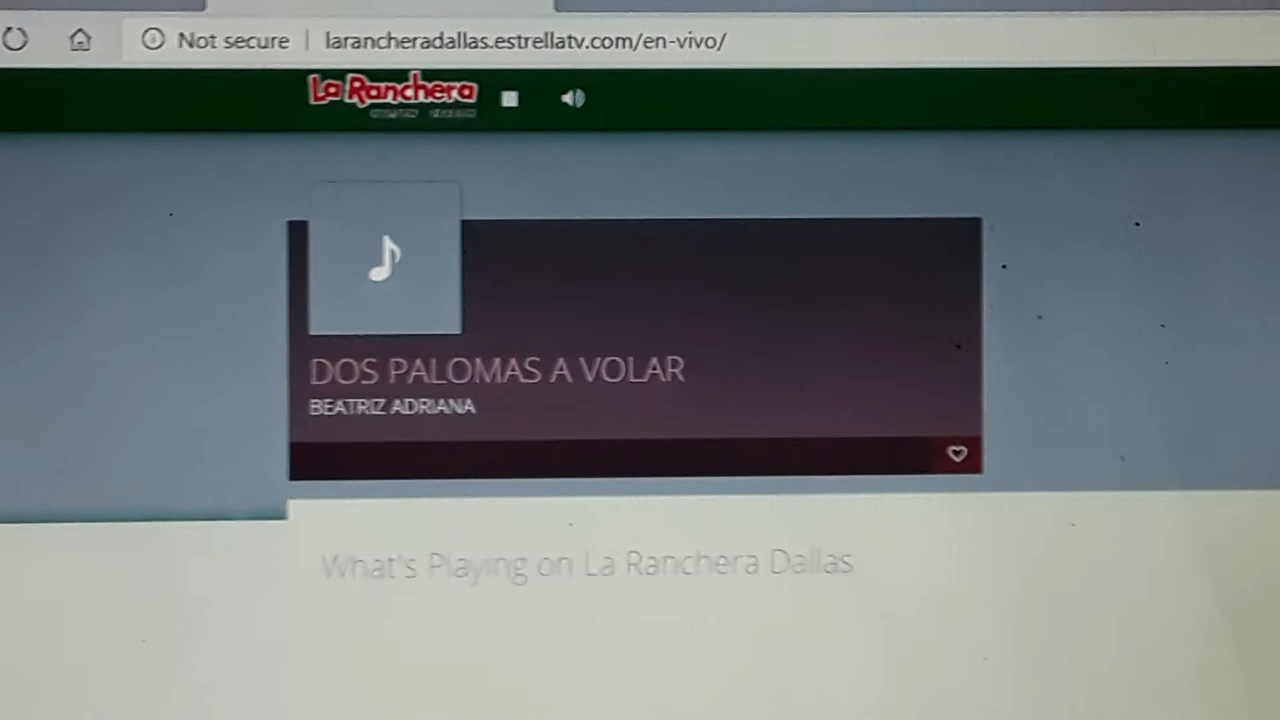 Not secure | larancheradallas.estrellatv.com/en-vivo/
La Ranchera
DOS PALOMAS A VOLAR
BEATRIZ ADRIANA
What's Playing on La Ranchera Dallas